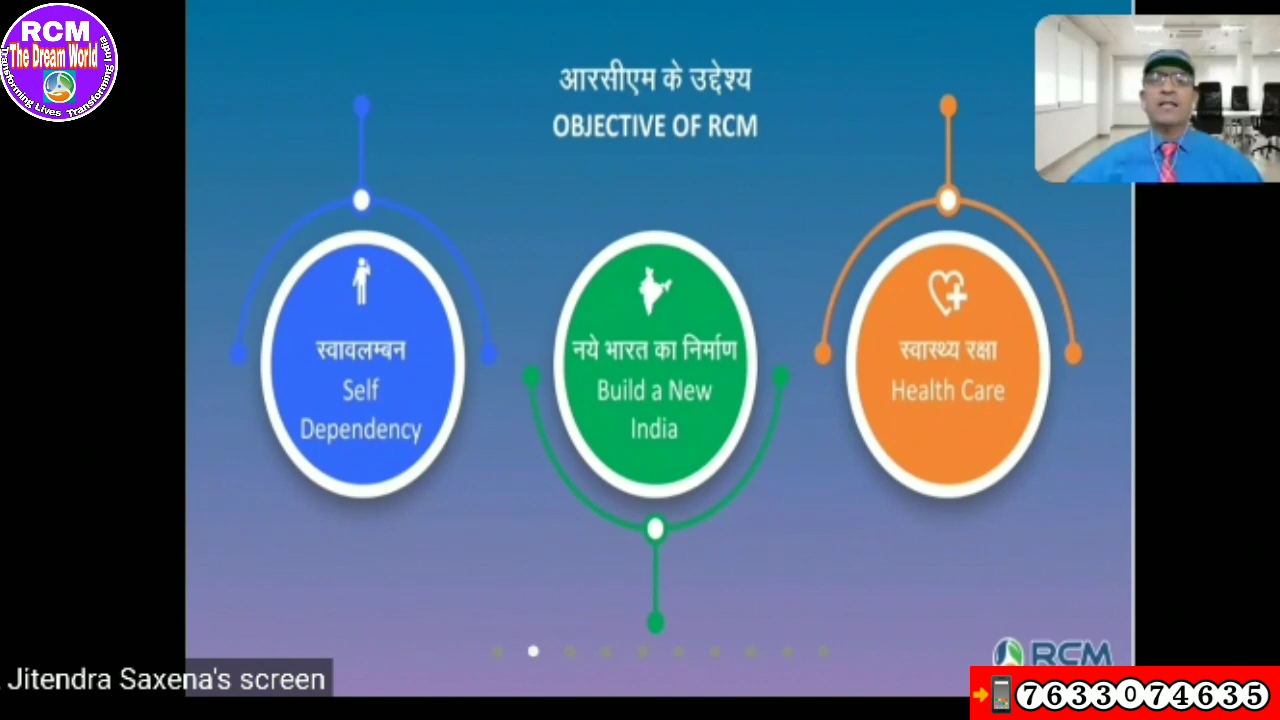 RCM
The Dream World
Transforming Lives Transforming India
आरसीएम के उद्देश्य
OBJECTIVE OF RCM
स्वावलम्बन
Self
Dependency
नये भारत का निर्माण
Build a New
India
स्वास्थ्य रक्षा
Health Care
RCM
Jitendra Saxena's screen
7633074635